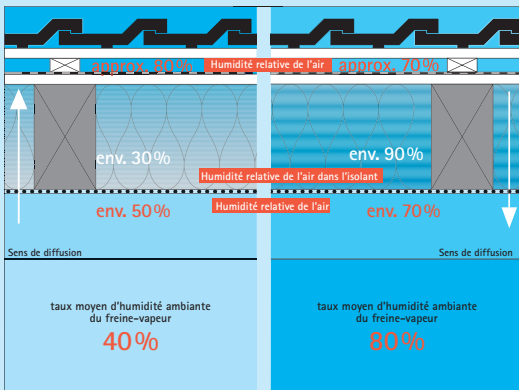 approx. 80%
Humidité relative de l'air
approx. 70%
env. 30%
env. 90%
Humidité relative de l'air dans l'isolant
Humidité relative de l'air
env. 50%
env. 70%
Sens de diffusion
Sens de diffusion
taux moyen d'humidité ambiante
du freine-vapeur
40%
taux moyen d'humidité ambiante
du freine-vapeur
80%